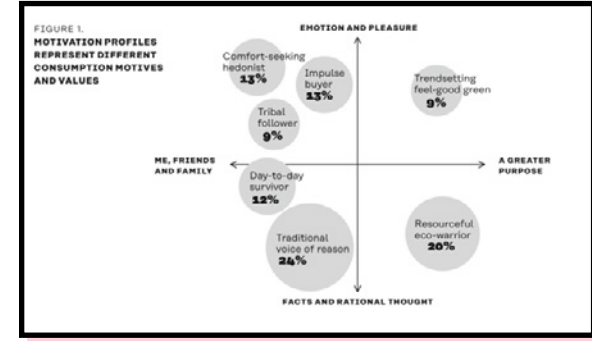 FIGURE 1.
MOTIVATION PROFILES
REPRESENT DIFFERENT
CONSUMPTION MOTIVES
AND VALUES
EMOTION AND PLEASURE
Comfort-seeking
hedonist
13%
Impulse
buyer
13%
Trendsetting
feel-good green
9%
Tribal
follower
9%
ME, FRIENDS
AND FAMILY
A GREATER
PURPOSE
Day-to-day
survivor
12%
Traditional
voice of reason
24%
Resourceful
eco-warrior
20%
FACTS AND RATIONAL THOUGHT